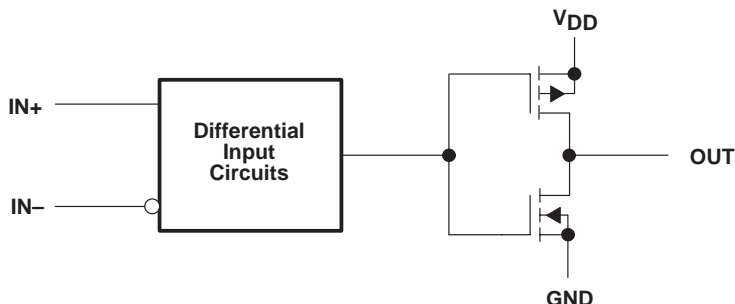 VDD
IN+
Differential
Input
Circuits
OUT
IN–
GND